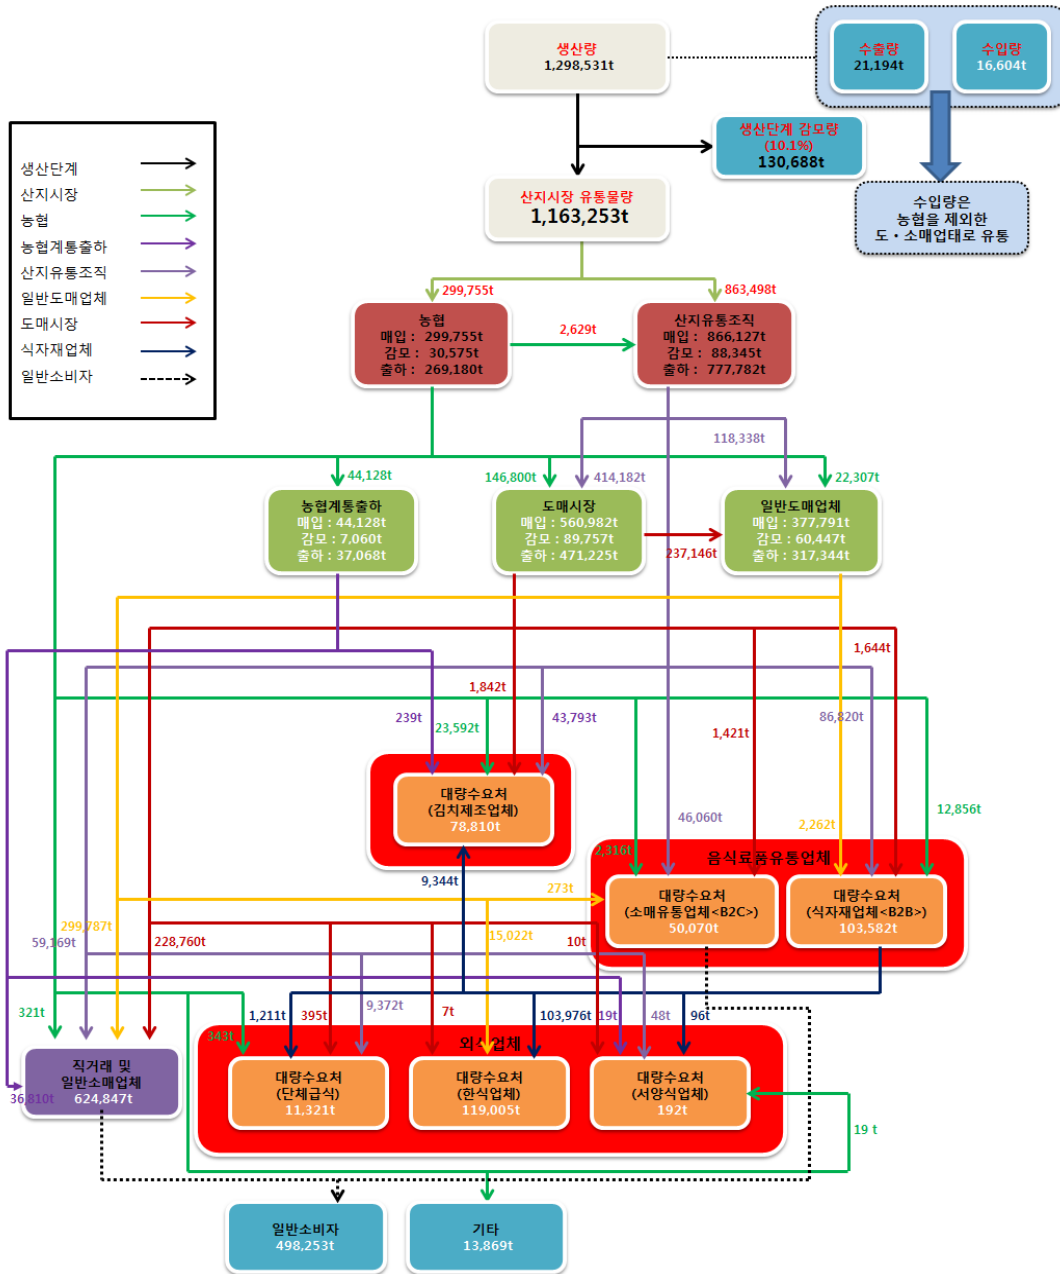 생산량
1,298,531t
수출량
21,194t
수입량
16,604t
생산단계 감모량
(10.1%)
130,688t
산지시장 유통물량
1,163,253t
수입량은
농협을 제외한
도・소매업태로 유통
생산단계
산지시장
농협
농협계통출하
산지유통조직
일반도매업체
도매시장
식자재업체
일반소비자
299,755t
863,498t
농협
매입 : 299,755t
감모 : 30,575t
출하 : 269,180t
2,629t
산지유통조직
매입 : 866,127t
감모 : 88,345t
출하 : 777,782t
118,338t
44,128t
146,800t
414,182t
22,307t
농협계통출하
매입 : 44,128t
감모 : 7,060t
출하 : 37,068t
도매시장
매입 : 560,982t
감모 : 89,757t
출하 : 471,225t
237,146t
일반도매업체
매입 : 377,791t
감모 : 60,447t
출하 : 317,344t
1,644t
1,842t
239t
23,592t
43,793t
86,820t
1,421t
대량수요처
(김치제조업체)
78,810t
46,060t
2,262t
12,856t
2,316t
음식료품유통업체
9,344t
273t
대량수요처
(소매유통업체<B2C>)
50,070t
대량수요처
(식자재업체<B2B>)
103,582t
299,787t
59,169t
228,760t
15,022t
10t
321t
1,211t
395t
9,372t
7t
103,976t
19t
48t
96t
343t
외식업체
직거래 및
일반소매업체
624,847t
36,810t
대량수요처
(단체급식)
11,321t
대량수요처
(한식업체)
119,005t
대량수요처
(서양식업체)
192t
19 t
일반소비자
498,253t
기타
13,869t